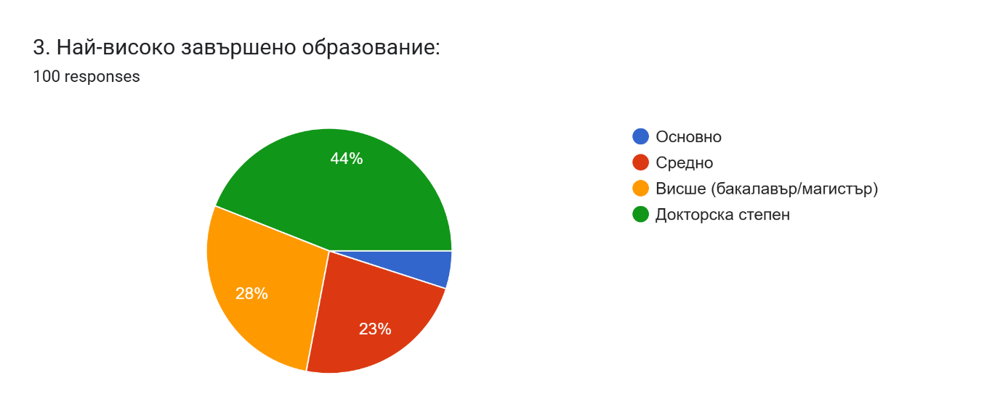 3. Най-високо завършено образование:
100 responses
44%
28%
23%
Основно
Средно
Висше (бакалавър/магистър)
Докторска степен